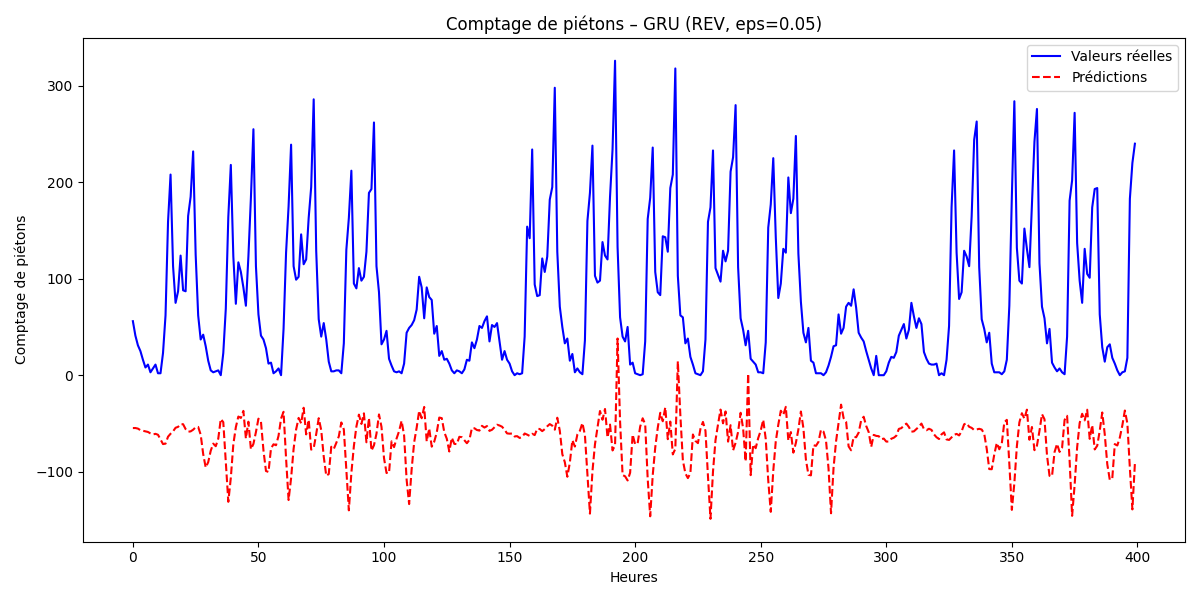 Comptage de piétons – GRU (REV, eps=0.05)
Valeurs réelles
Prédictions
Comptage de piétons
300
200
100
0
−100
0 50 100 150 200 250 300 350 400
Heures